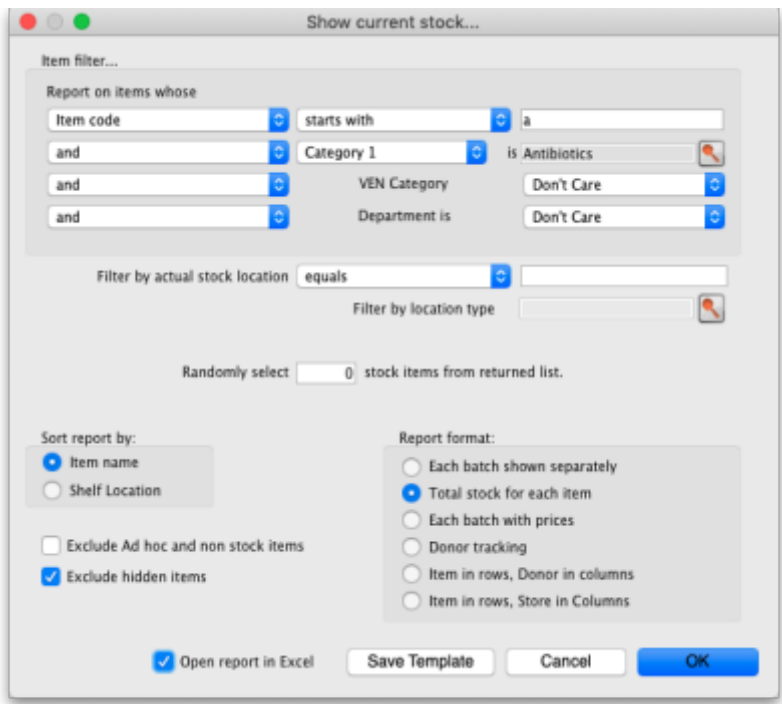 Show current stock...
Item filter...
Report on items whose
Item code starts with a
and Category 1 is Antibiotics
and VEN Category Don't Care
and Department is Don't Care
Filter by actual stock location equals
Filter by location type
Randomly select 0 stock items from returned list.
Sort report by:
Item name
Shelf Location
Exclude Ad hoc and non stock items
Exclude hidden items
Report format:
Each batch shown separately
Total stock for each item
Each batch with prices
Donor tracking
Item in rows, Donor in columns
Item in rows, Store in Columns
Open report in Excel Save Template Cancel OK